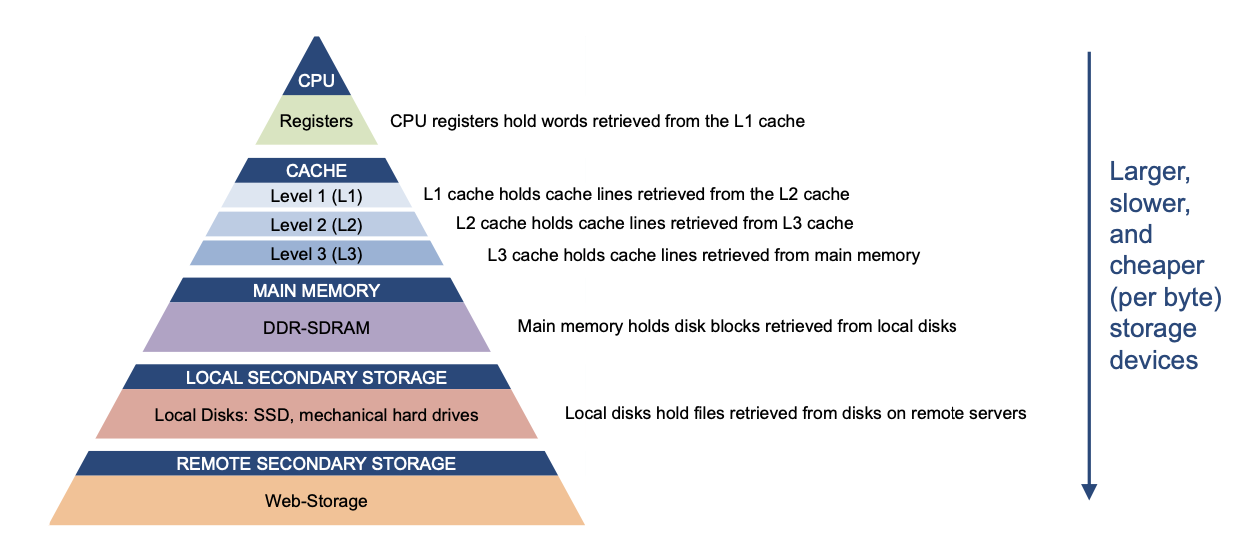 CPU
Registers
CPU registers hold words retrieved from the L1 cache
CACHE
Level 1 (L1)
L1 cache holds cache lines retrieved from the L2 cache
Level 2 (L2)
L2 cache holds cache lines retrieved from L3 cache
Level 3 (L3)
L3 cache holds cache lines retrieved from main memory
MAIN MEMORY
DDR-SDRAM
Main memory holds disk blocks retrieved from local disks
LOCAL SECONDARY STORAGE
Local Disks: SSD, mechanical hard drives
Local disks hold files retrieved from disks on remote servers
REMOTE SECONDARY STORAGE
Web-Storage
Larger,
slower,
and
cheaper
(per byte)
storage
devices